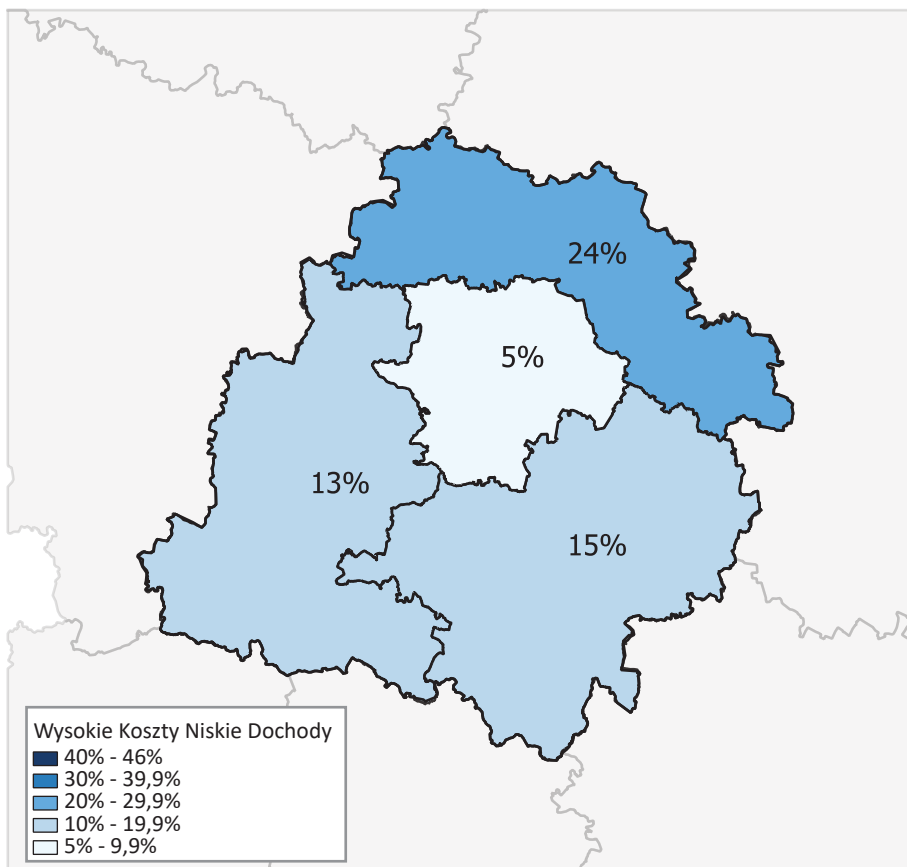 24%
5%
13%
15%
Wysokie Koszty Niskie Dochody
40% - 46%
30% - 39,9%
20% - 29,9%
10% - 19,9%
5% - 9,9%